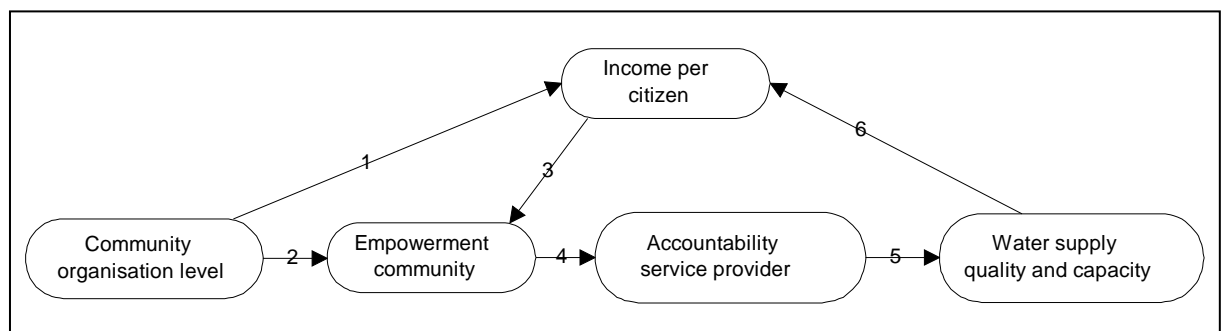 Income per
citizen
6
1
3
Community
organisation level
2
Empowerment
community
4
Accountability
service provider
5
Water supply
quality and capacity